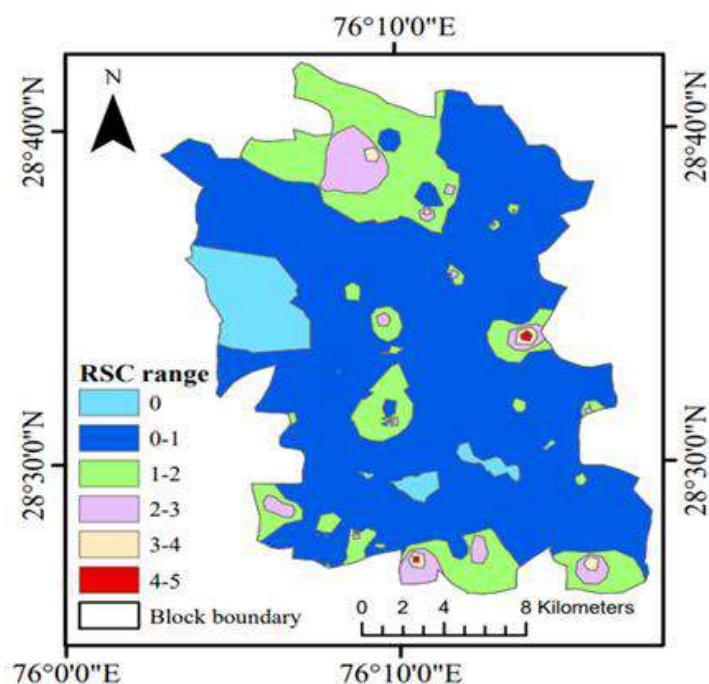 76°10'0"E
N
28°40'0"N
28°40'0"N
RSC range
0
0-1
1-2
2-3
3-4
4-5
Block boundary
28°30'0"N
28°30'0"N
0 2 4 8 Kilometers
76°0'0"E
76°10'0"E